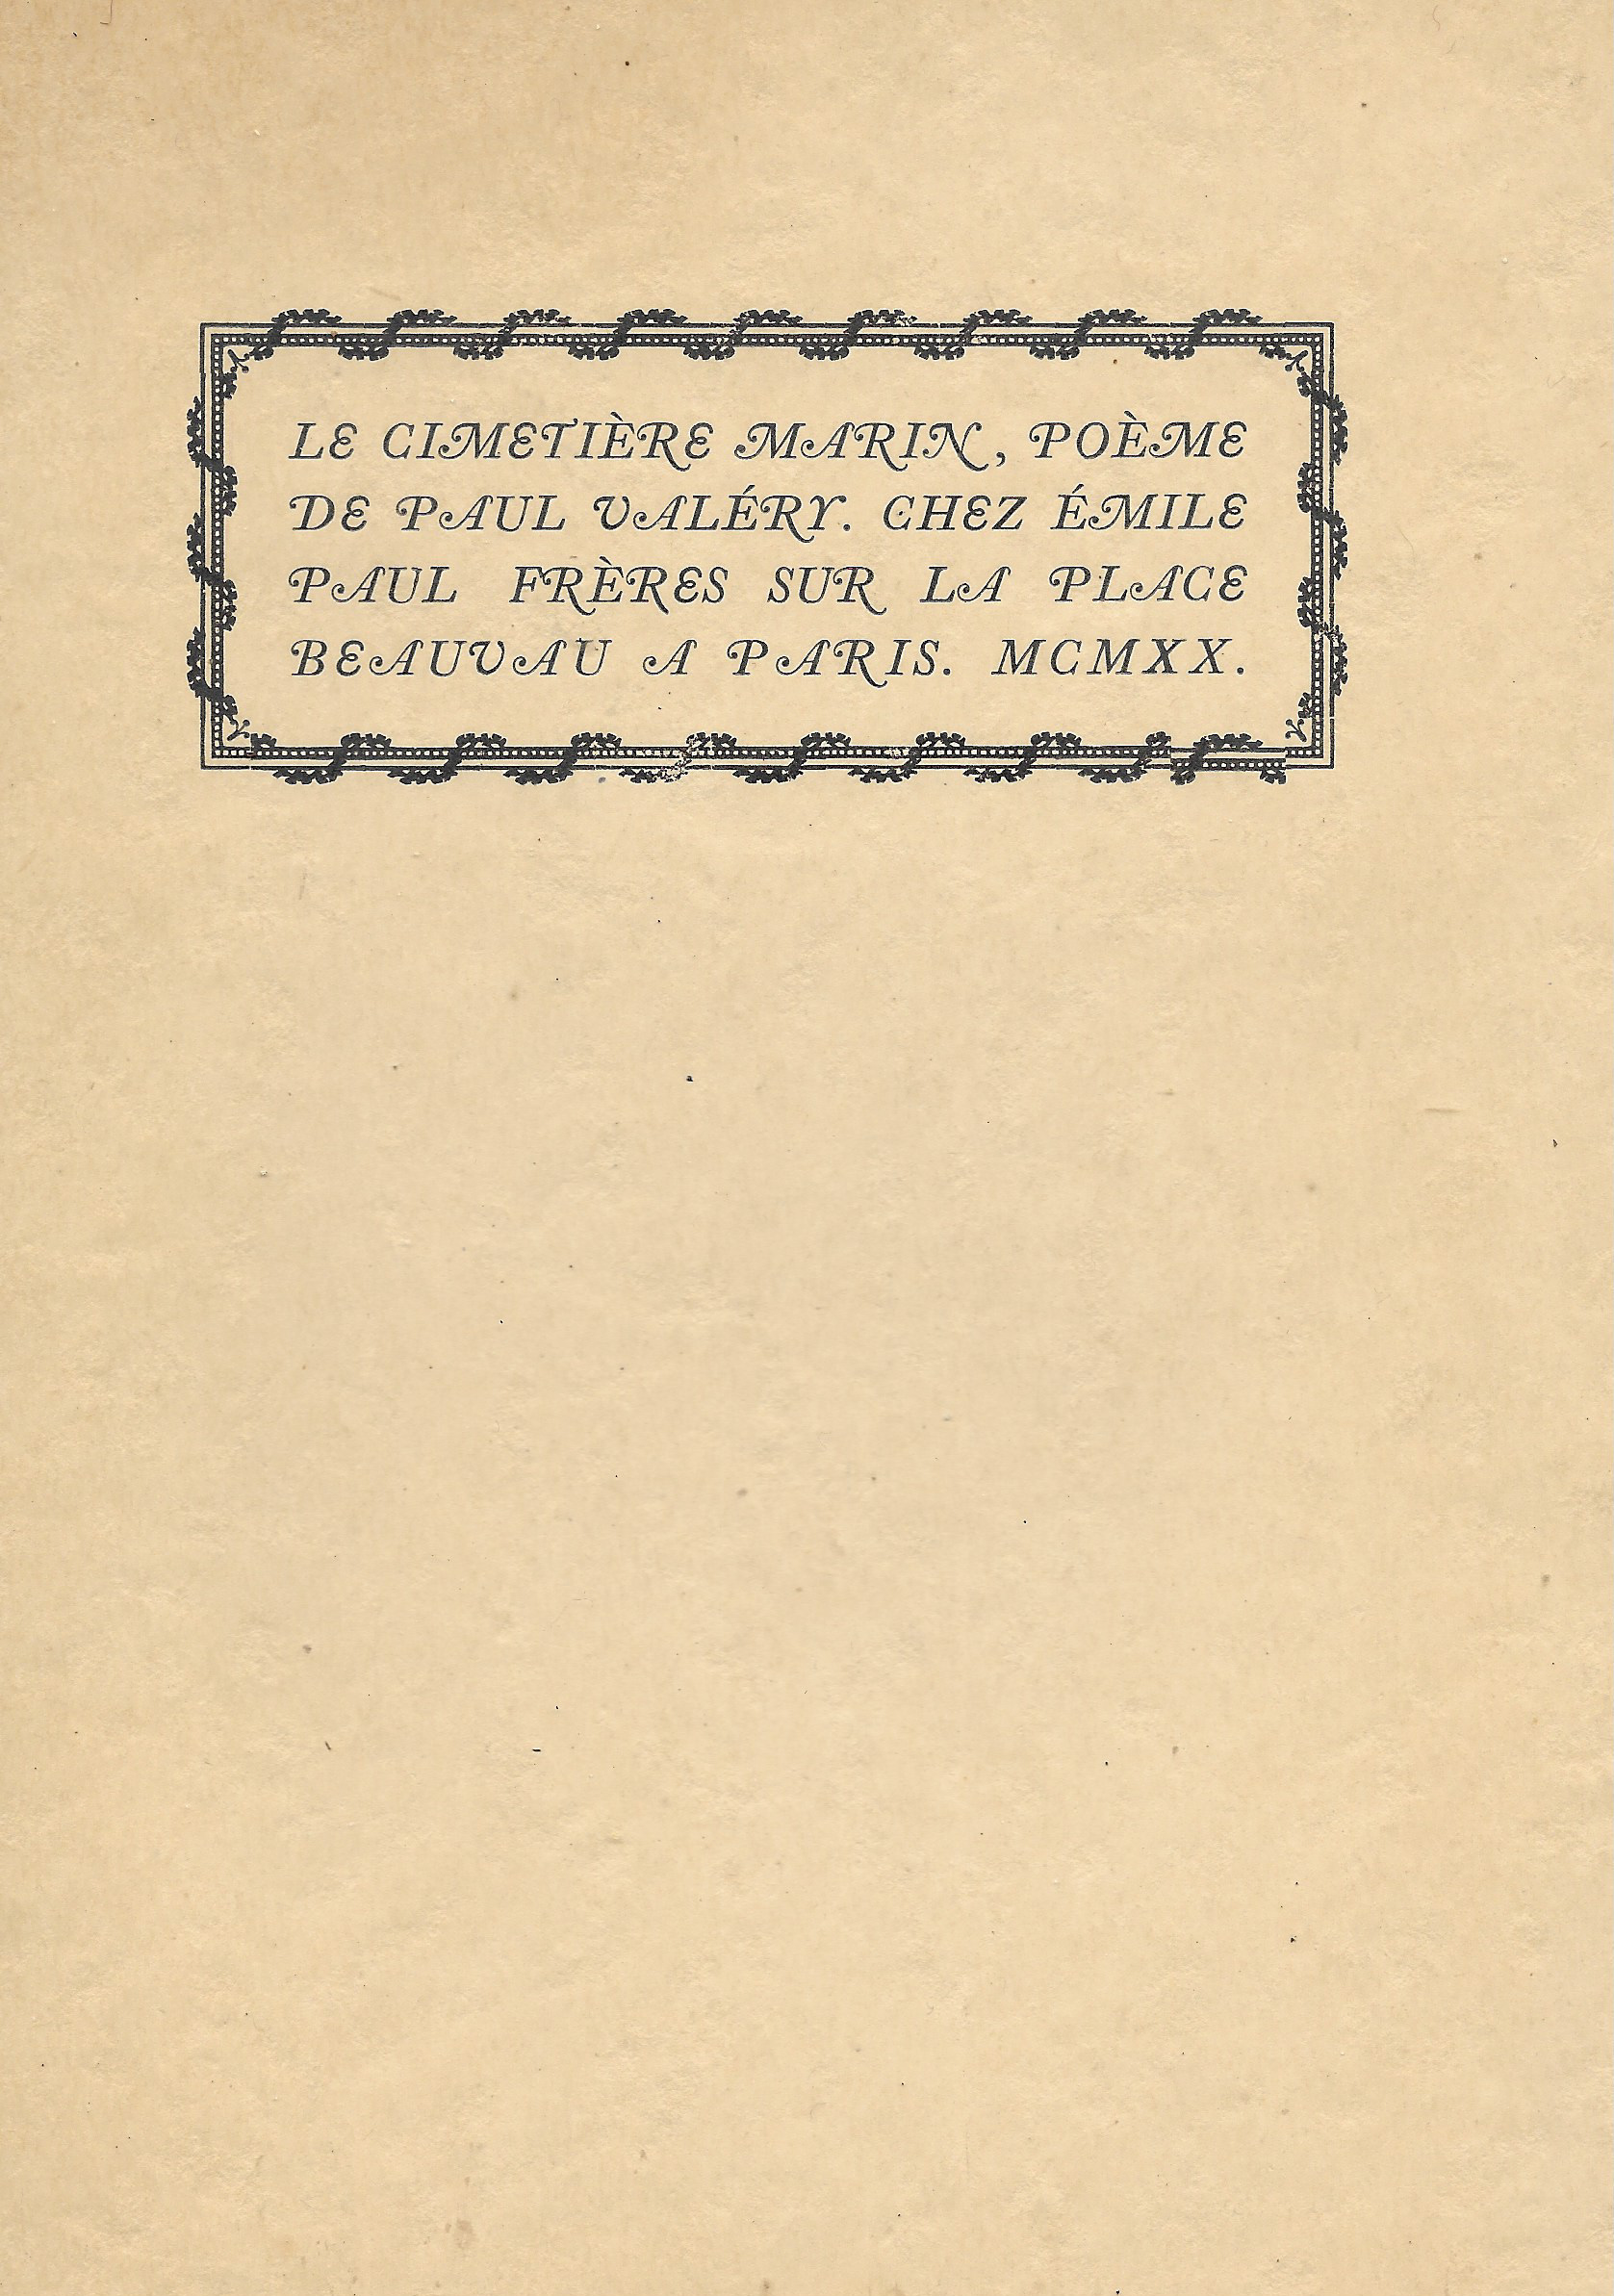 LE CIMETIÈRE MARIN, POÈME
DE PAUL VALÉRY. CHEZ ÉMILE
PAUL FRÈRES SUR LA PLACE
BEAUVAU A PARIS. MCMXX.